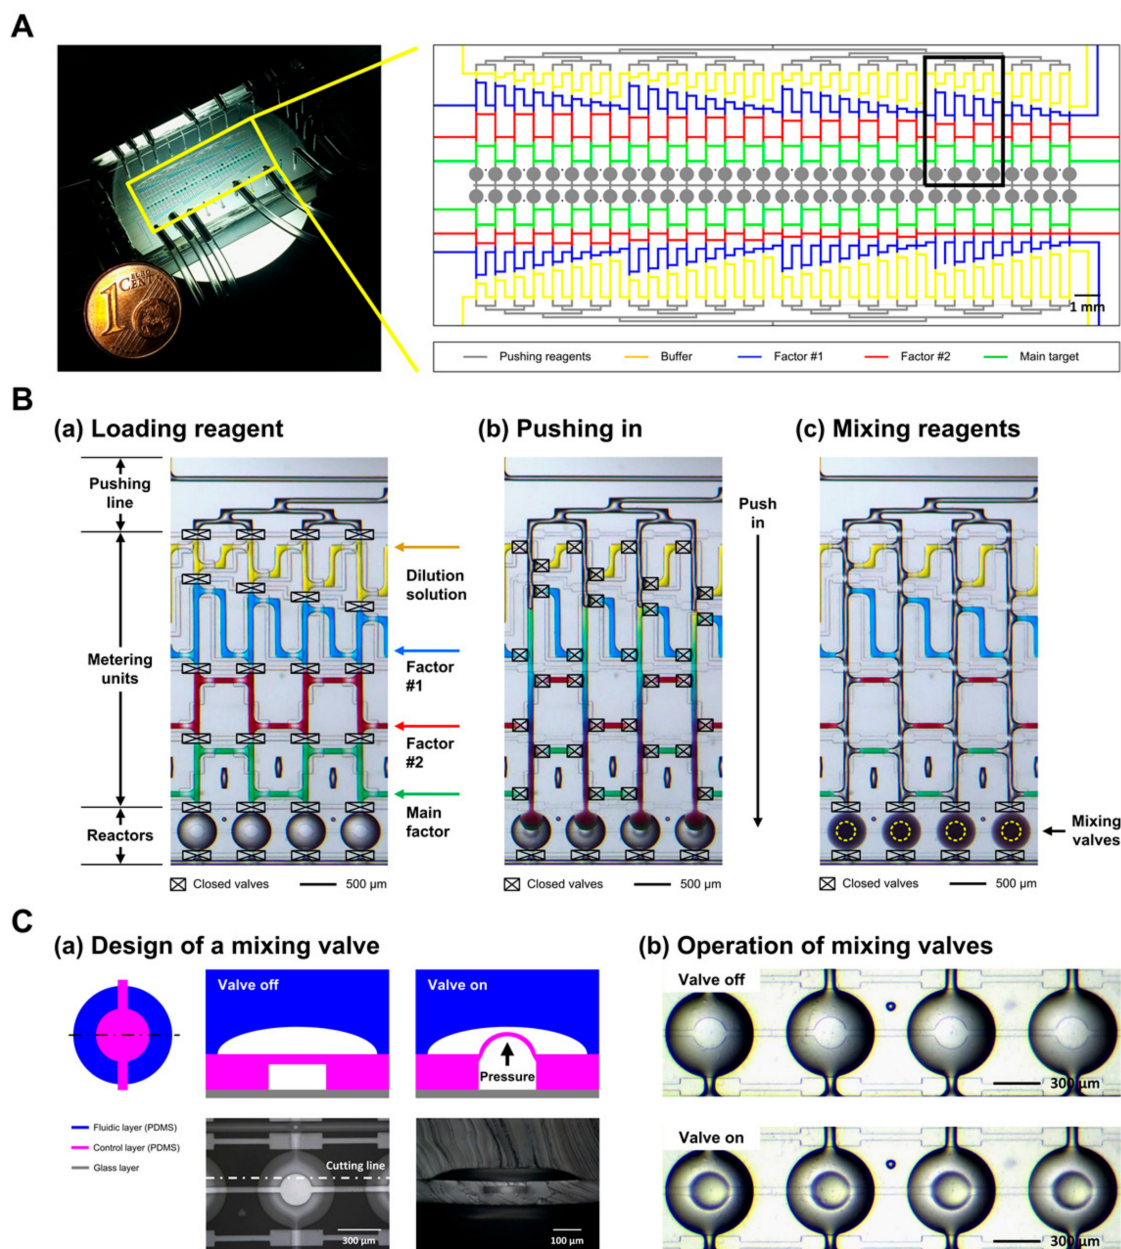 A
1
EURO
CENT
1 mm
Pushing reagents
Buffer
Factor #1
Factor #2
Main target
B
(a) Loading reagent
(b) Pushing in
(c) Mixing reagents
Pushing
line
Metering
units
Reactors
Dilution
solution
Factor
#1
Factor
#2
Main
factor
Push
in
Mixing
valves
Closed valves
500 µm
Closed valves
500 µm
Closed valves
500 µm
C
(a) Design of a mixing valve
(b) Operation of mixing valves
Valve off
Valve on
Pressure
Fluidic layer (PDMS)
Control layer (PDMS)
Glass layer
Cutting line
300 µm
100 µm
Valve off
300 µm
Valve on
300 µm